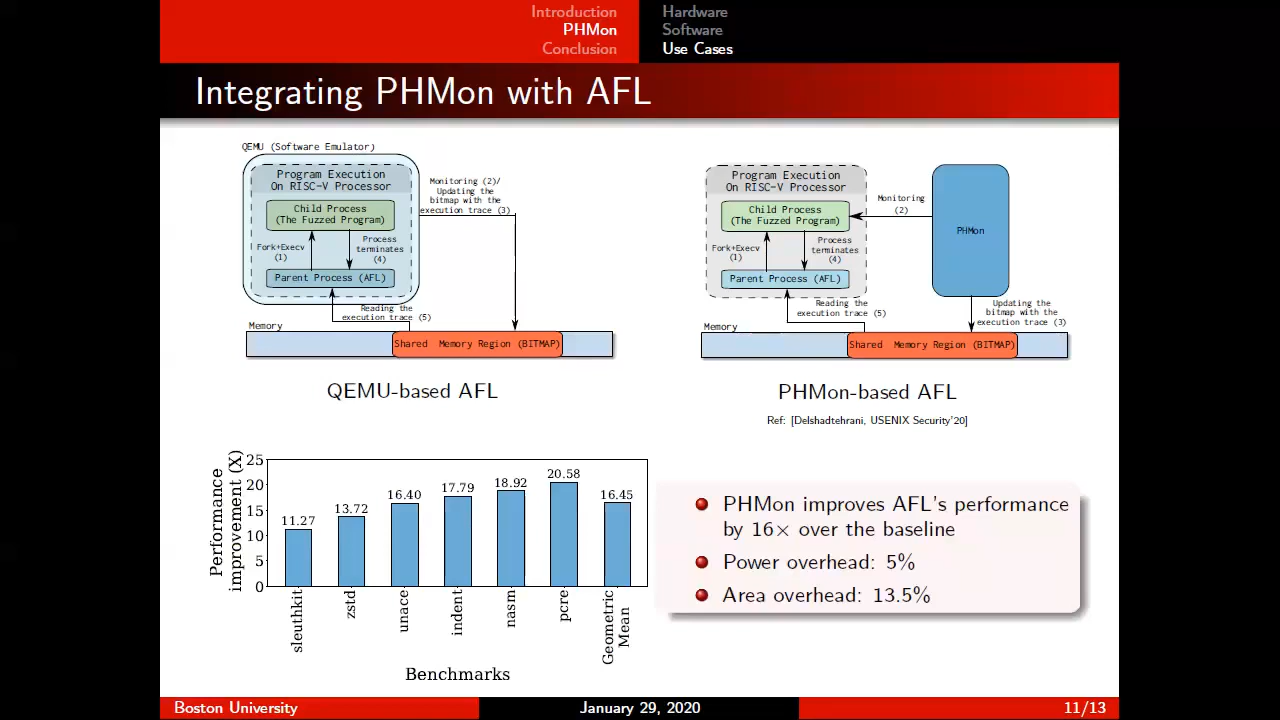 Introduction
PHMon
Conclusion
Hardware
Software
Use Cases
Integrating PHMon with AFL
QEMU (Software Emulator)
Program Execution
On RISC-V Processor
Child Process
(The Fuzzed Program)
Fork+Execv
(1)
Process
terminates
(4)
Parent Process (AFL)
Monitoring (2)/
Updating the
bitmap with the
execution trace (3)
Reading the
execution trace (5)
Memory
Shared Memory Region (BITMAP)
QEMU-based AFL
Program Execution
On RISC-V Processor
Child Process
(The Fuzzed Program)
Fork+Execv
(1)
Process
terminates
(4)
Parent Process (AFL)
Monitoring
(2)
PHMon
Reading the
execution trace (5)
Updating the
bitmap with the
execution trace (3)
Memory
Shared Memory Region (BITMAP)
PHMon-based AFL
Ref: [Delshadtehrani, USENIX Security'20]
Performance
improvement (X)
25
20
15
10
5
0
11.27
13.72
16.40
17.79
18.92
20.58
16.45
sleuthkit
zstd
unace
indent
nasm
pcre
Geometric
Mean
Benchmarks
PHMon improves AFL's performance
by 16× over the baseline
Power overhead: 5%
Area overhead: 13.5%
Boston University
January 29, 2020
11/13